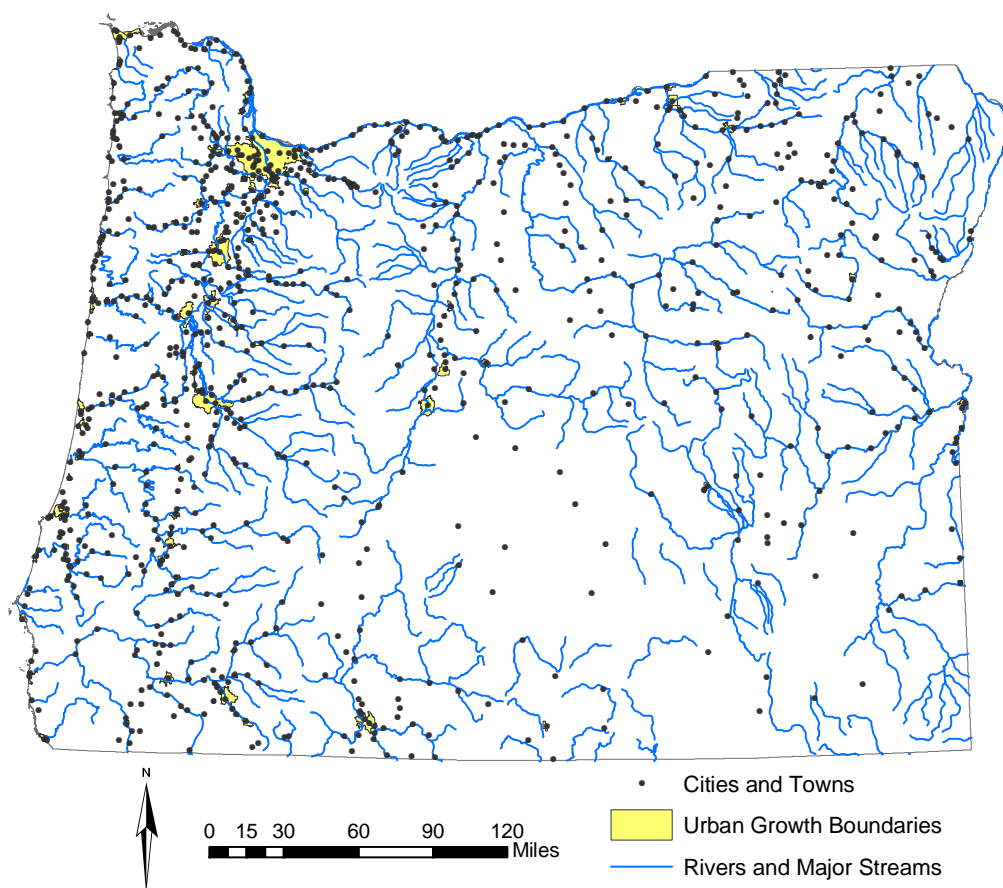 N
0 15 30 60 90 120
Miles
Cities and Towns
Urban Growth Boundaries
Rivers and Major Streams